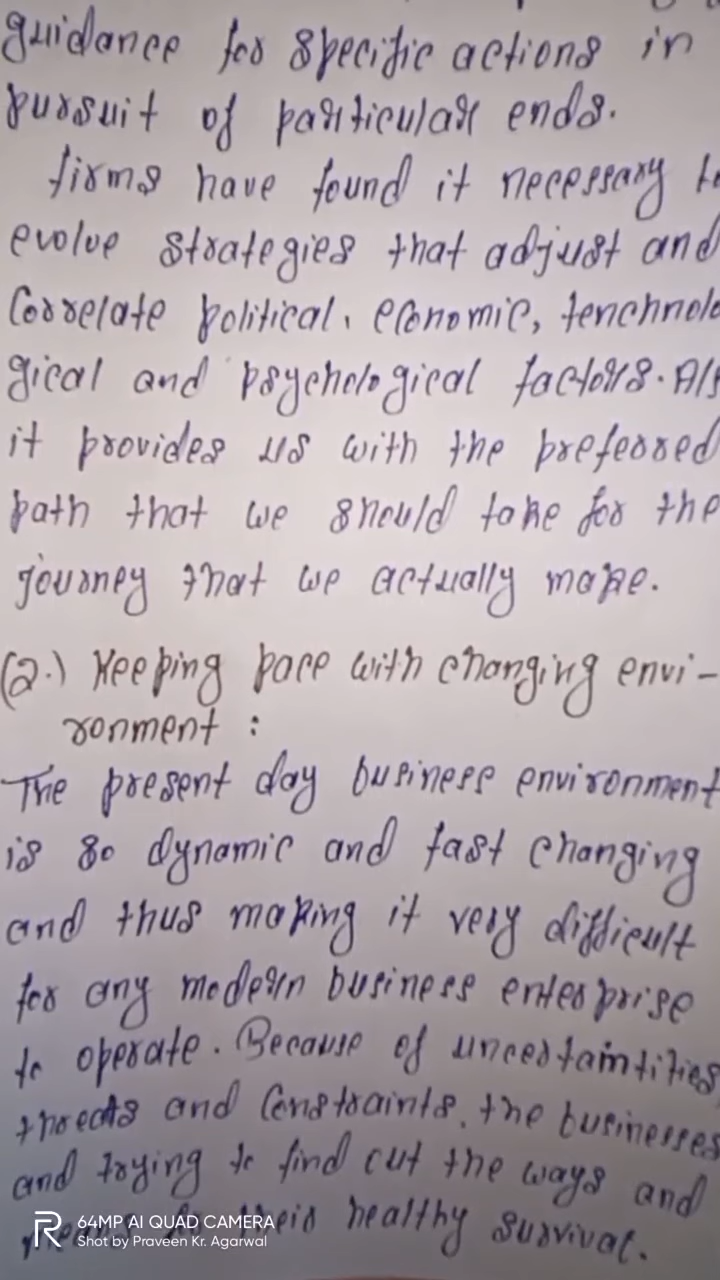 guidance for specific actions in
pursuit of particular ends.
firms have found it necessary to
evolve strategies that adjust and
Correlate political, economic, tenchnolo
gical and psychological factors. Als
it provides us with the preferred
path that we should take for the
journey that we actually make.
(2.) Keeping pace with changing envi-
ronment :
The present day business environment
is so dynamic and fast changing
and thus making it very difficult
for any modern business enterprise
to operate. Because of uncertaintities
threats and Constraints, the businesses
and trying to find out the ways and
means for their healthy survival.
64MP AI QUAD CAMERA
Shot by Praveen Kr. Agarwal